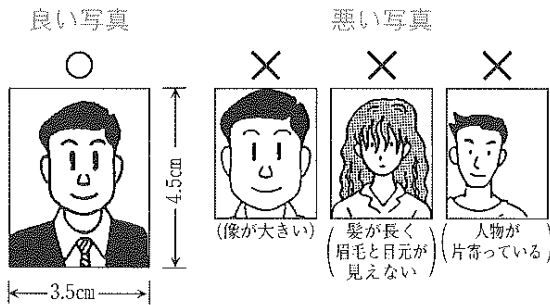 良い写真
悪い写真
○
×
×
×
4.5cm
3.5cm
(像が大きい)
(髪が長く
眉毛と目元が
見えない)
(人物が
片寄っている)